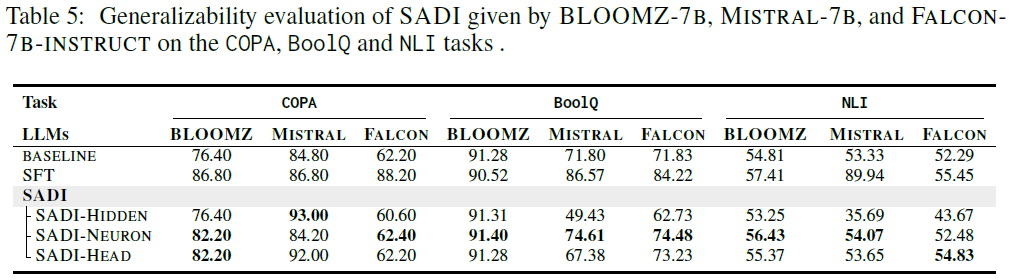 Table 5: Generalizability evaluation of SADI given by BLOOMZ-7B, MISTRAL-7B, and FALCON-
7B-INSTRUCT on the COPA, BoolQ and NLI tasks .
Task COPA BoolQ NLI
LLMs BLOOMZ MISTRAL FALCON BLOOMZ MISTRAL FALCON BLOOMZ MISTRAL FALCON
BASELINE 76.40 84.80 62.20 91.28 71.80 71.83 54.81 53.33 52.29
SFT 86.80 86.80 88.20 90.52 86.57 84.22 57.41 89.94 55.45
SADI
SADI-HIDDEN 76.40 93.00 60.60 91.31 49.43 62.73 53.25 35.69 43.67
SADI-NEURON 82.20 84.20 62.40 91.40 74.61 74.48 56.43 54.07 52.48
SADI-HEAD 82.20 92.00 62.20 91.28 67.38 73.23 55.37 53.65 54.83